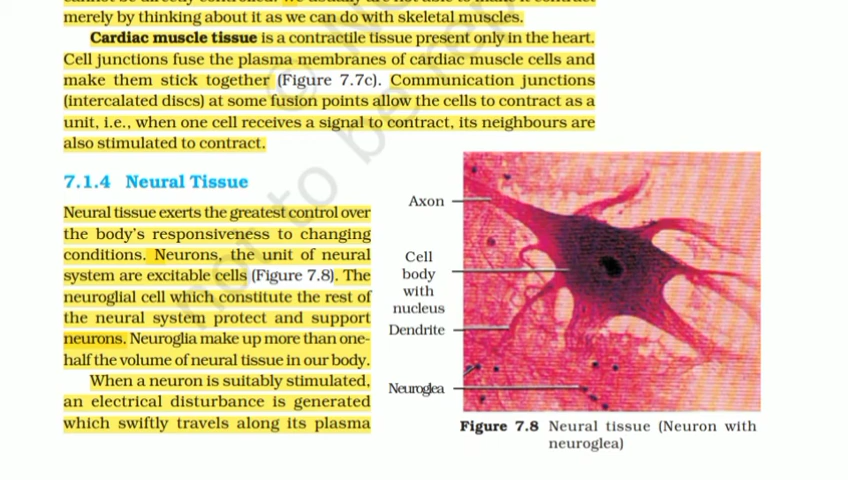 merely by thinking about it as we can do with skeletal muscles.
Cardiac muscle tissue is a contractile tissue present only in the heart.
Cell junctions fuse the plasma membranes of cardiac muscle cells and
make them stick together (Figure 7.7c). Communication junctions
(intercalated discs) at some fusion points allow the cells to contract as a
unit, i.e., when one cell receives a signal to contract, its neighbours are
also stimulated to contract.
7.1.4 Neural Tissue
Neural tissue exerts the greatest control over
the body's responsiveness to changing
conditions. Neurons, the unit of neural
system are excitable cells (Figure 7.8). The
neuroglial cell which constitute the rest of
the neural system protect and support
neurons. Neuroglia make up more than one-
half the volume of neural tissue in our body.
When a neuron is suitably stimulated,
an electrical disturbance is generated
which swiftly travels along its plasma
Axon
Cell
body
with
nucleus
Dendrite
Neuroglea
Figure 7.8 Neural tissue (Neuron with
neuroglea)
not to be